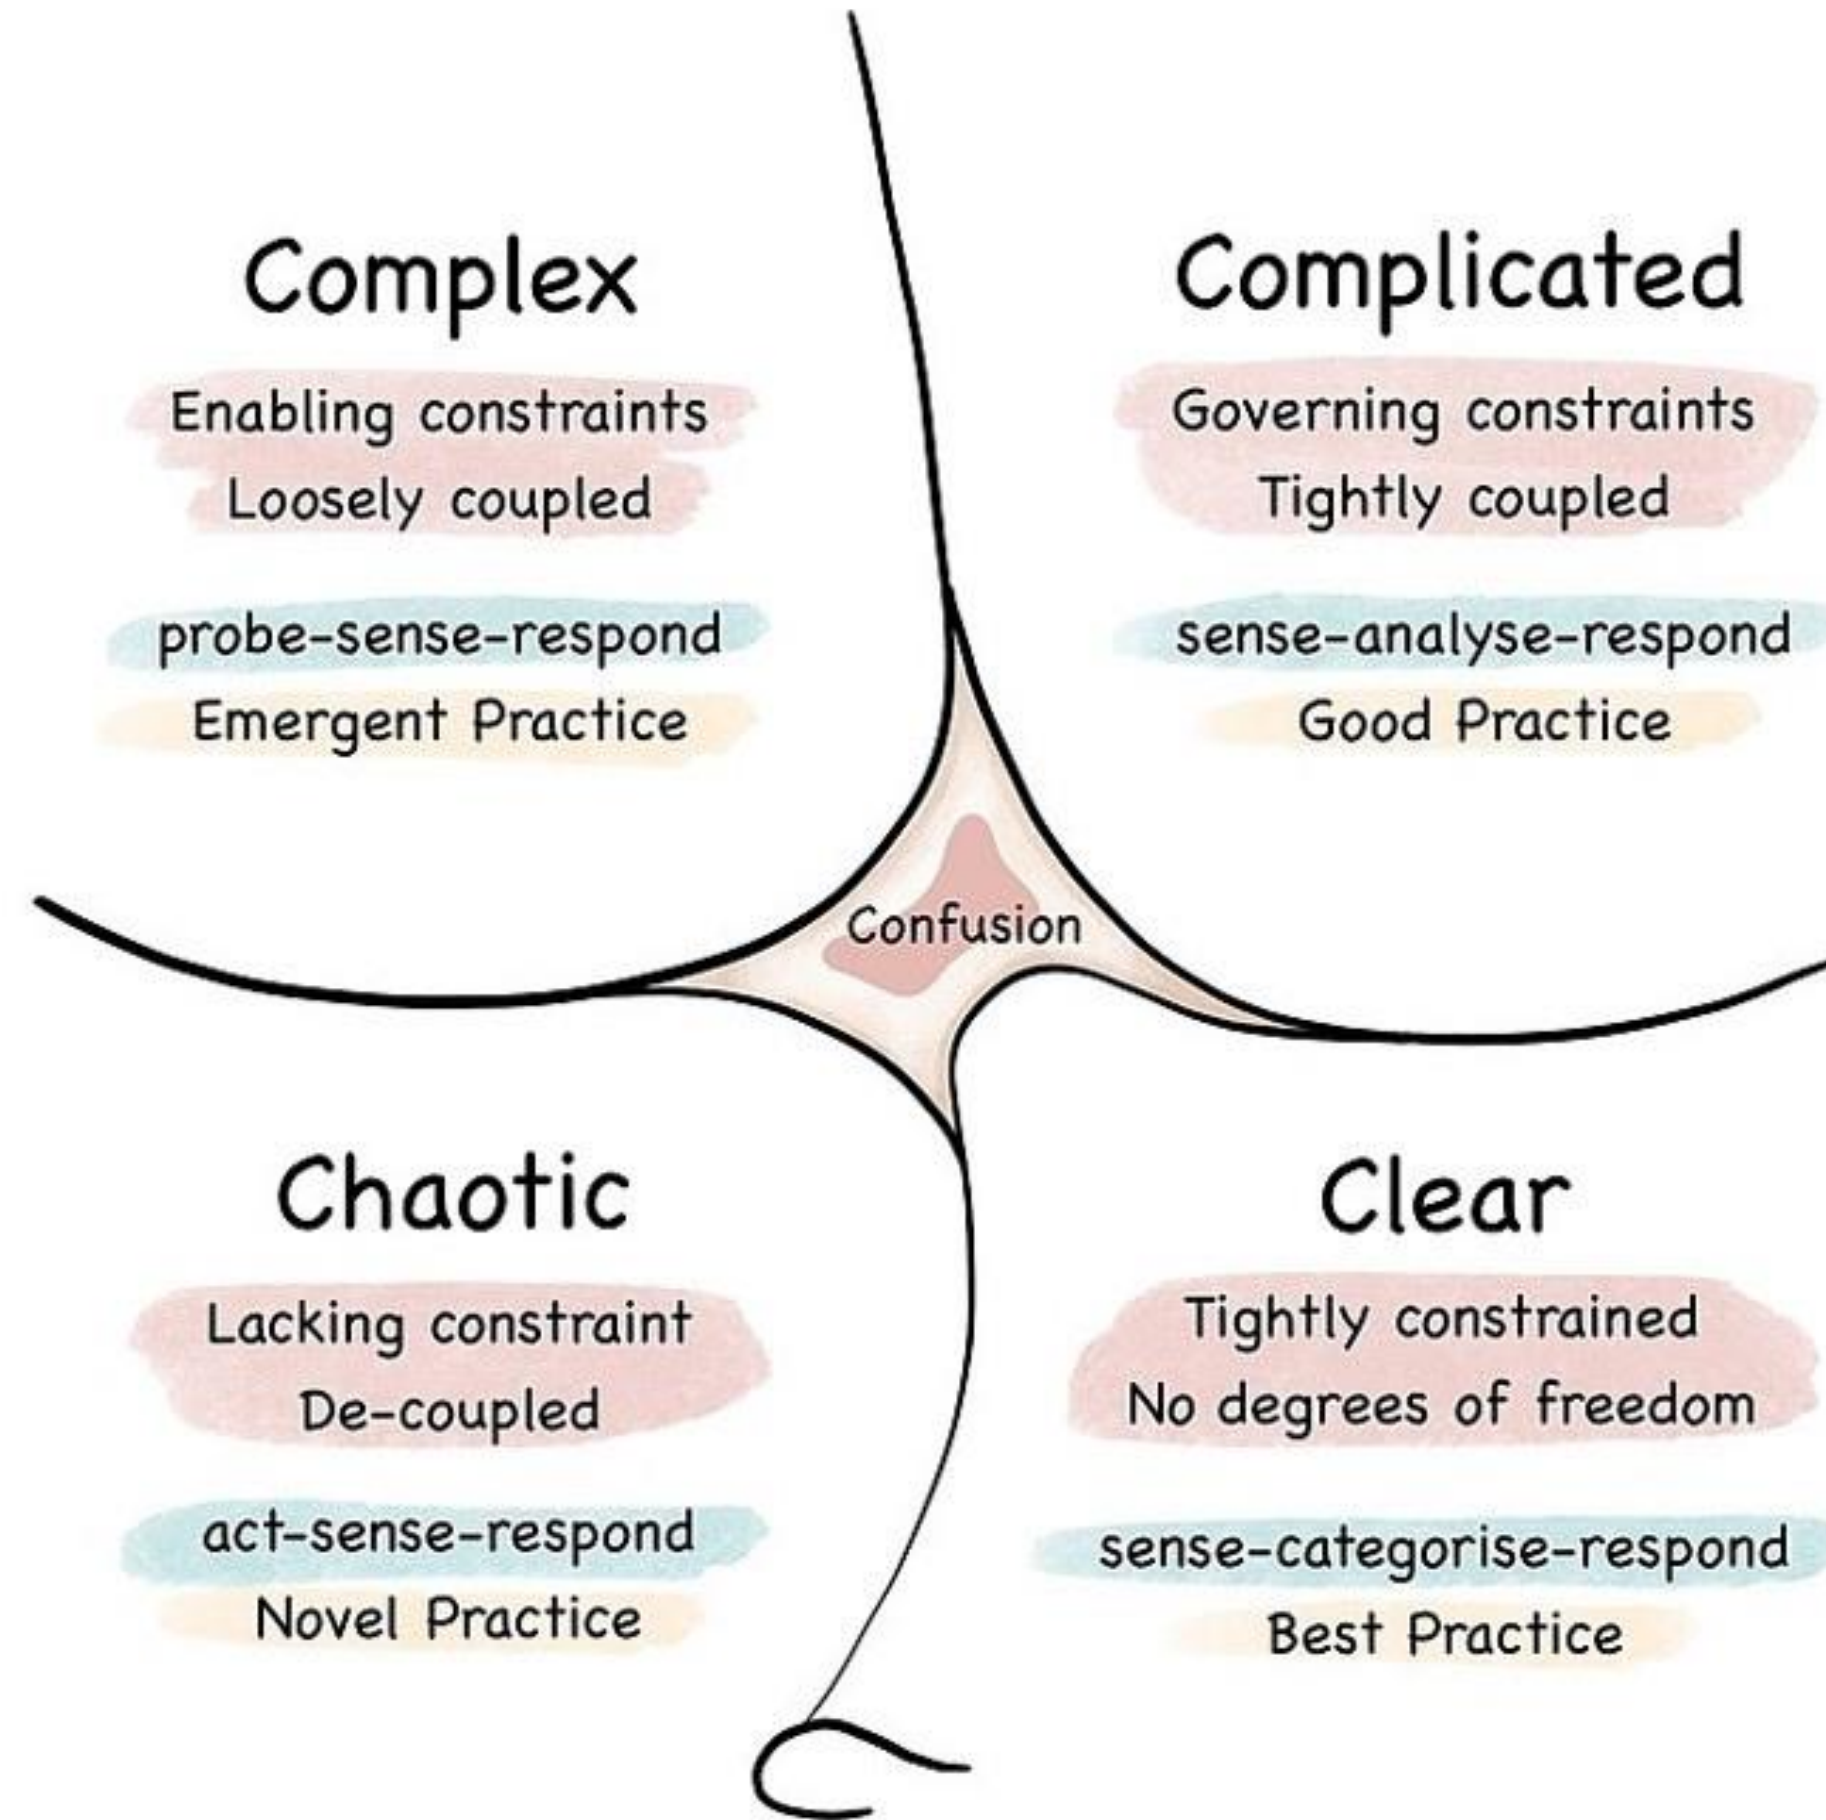 Complex
Enabling constraints
Loosely coupled
probe-sense-respond
Emergent Practice
Complicated
Governing constraints
Tightly coupled
sense-analyse-respond
Good Practice
Confusion
Chaotic
Lacking constraint
De-coupled
act-sense-respond
Novel Practice
Clear
Tightly constrained
No degrees of freedom
sense-categorise-respond
Best Practice